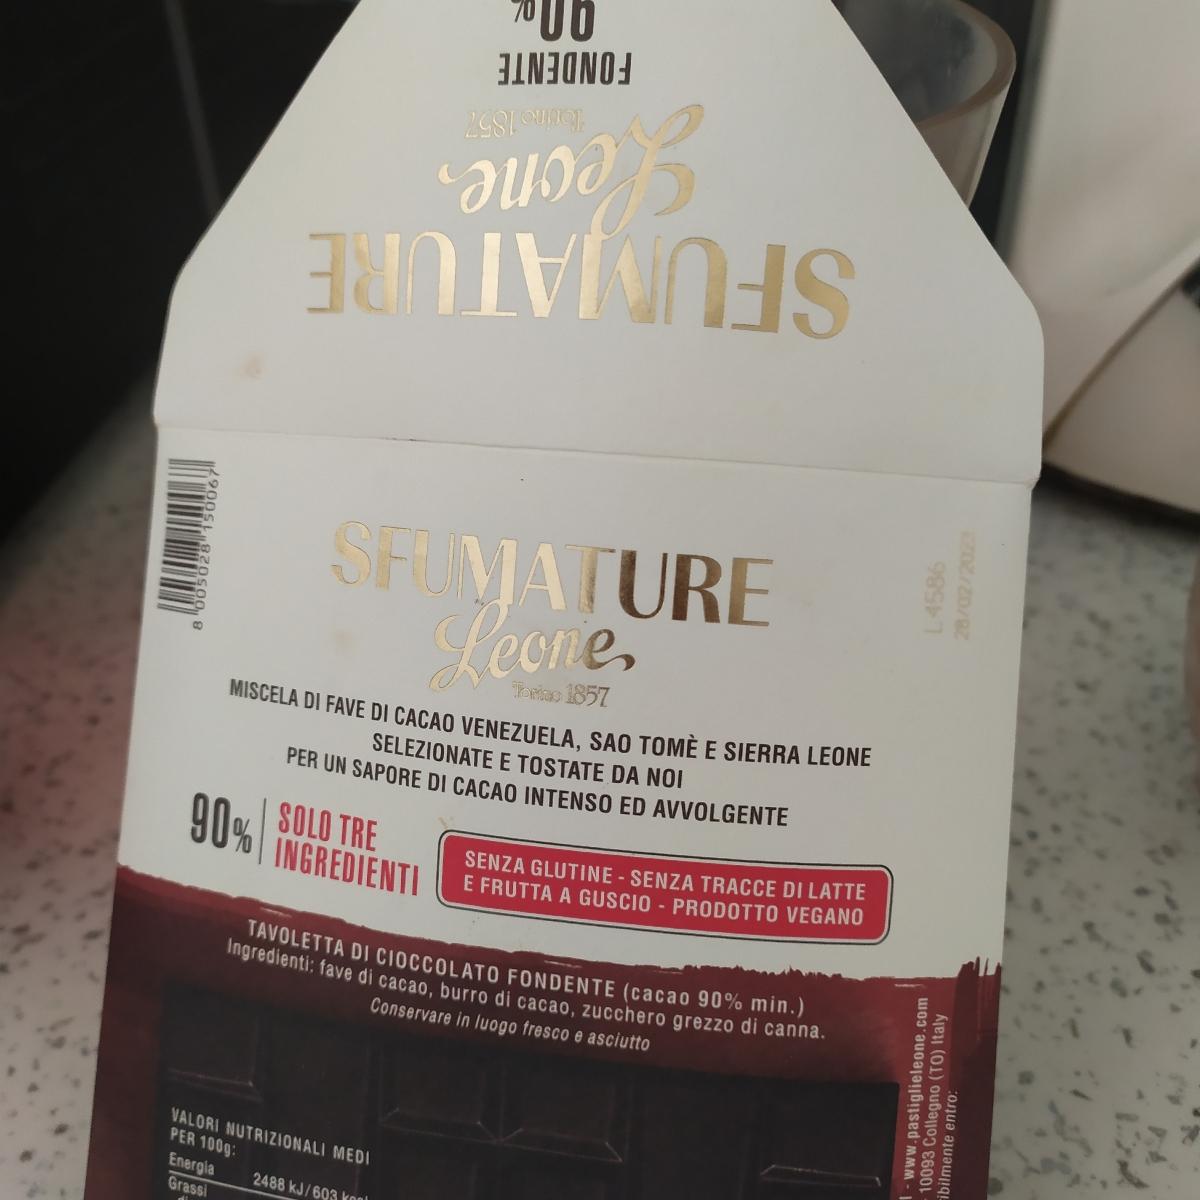 90%
FONDENTE
Torino 1857
Leone
SFUMATURE
8 005028 150067
SFUMATURE
Leone
Torino 1857
L 4586
28/02/2023
MISCELA DI FAVE DI CACAO VENEZUELA, SAO TOMÈ E SIERRA LEONE
SELEZIONATE E TOSTATE DA NOI
PER UN SAPORE DI CACAO INTENSO ED AVVOLGENTE
90%
SOLO TRE
INGREDIENTI
SENZA GLUTINE - SENZA TRACCE DI LATTE
E FRUTTA A GUSCIO - PRODOTTO VEGANO
TAVOLETTA DI CIOCCOLATO FONDENTE (cacao 90% min.)
Ingredienti: fave di cacao, burro di cacao, zucchero grezzo di canna.
Conservare in luogo fresco e asciutto
VALORI NUTRIZIONALI MEDI
PER 100g:
Energia 2488 kJ/603
Grassi
- www.pastiglieleone.com
10093 Collegno (TO) Italy
entro: